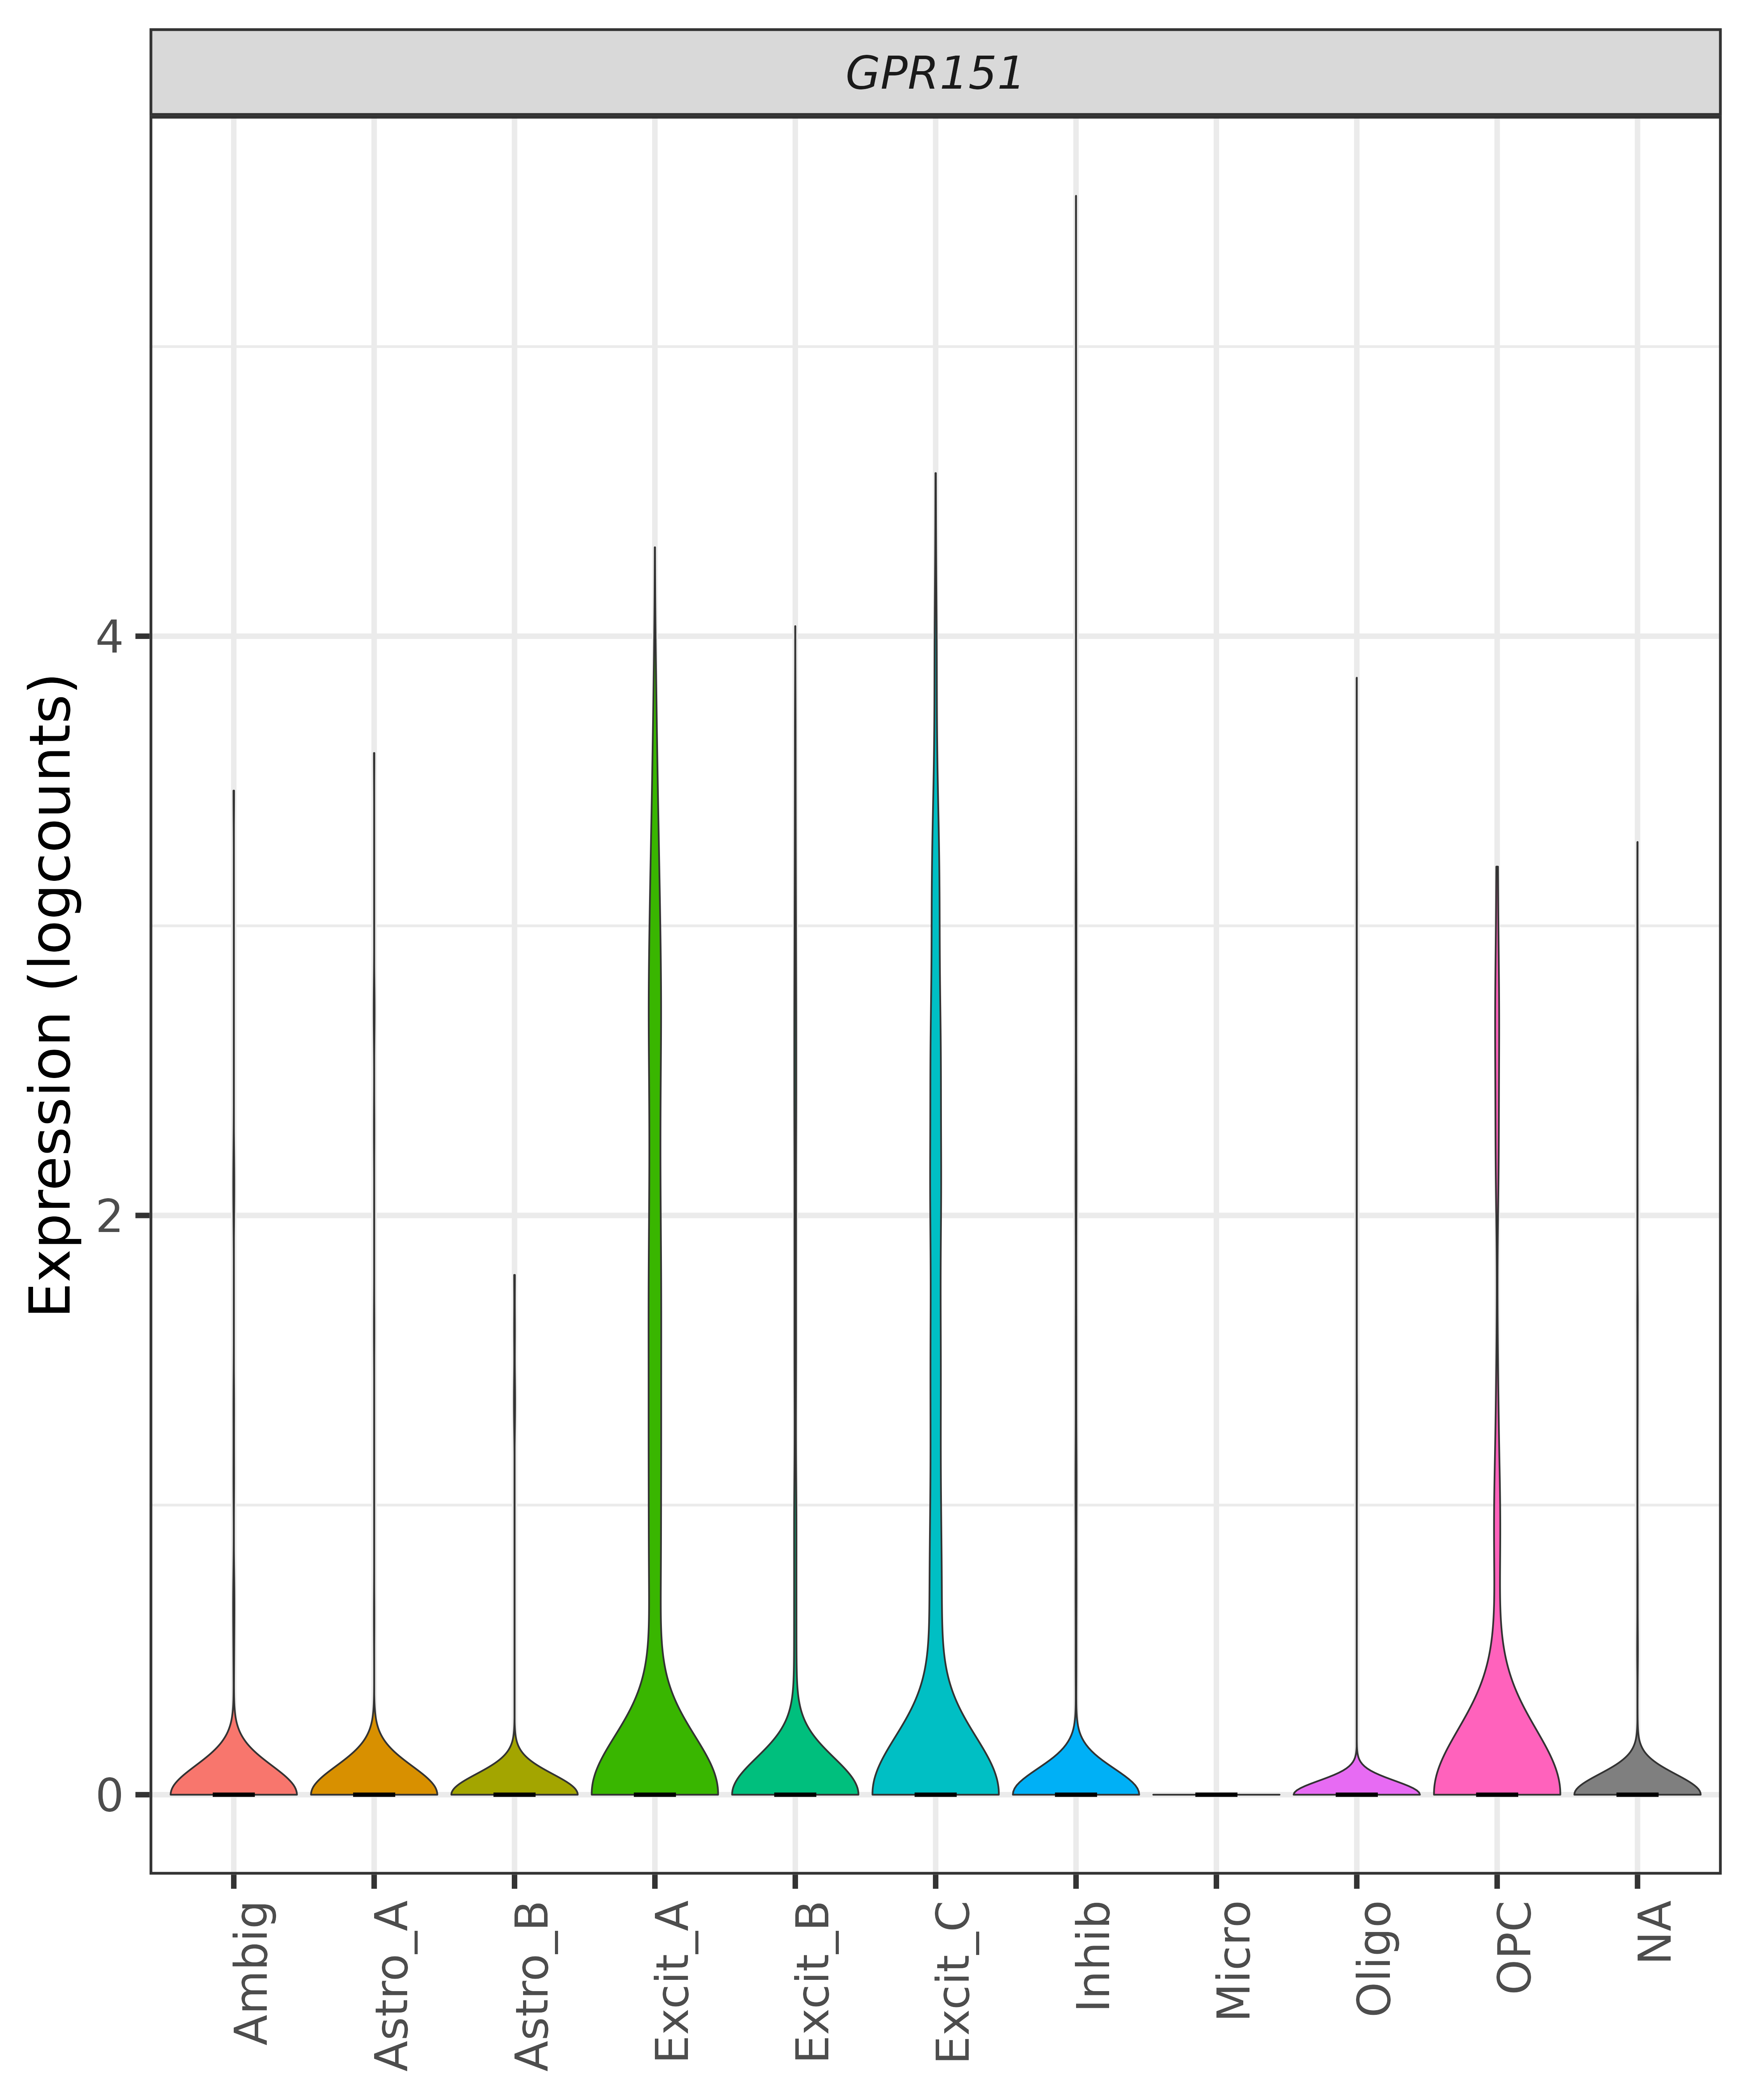 GPR151
Expression (logcounts)
4
2
0
Ambig
Astro_A
Astro_B
Excit_A
Excit_B
Excit_C
Inhib
Micro
Oligo
OPC
NA